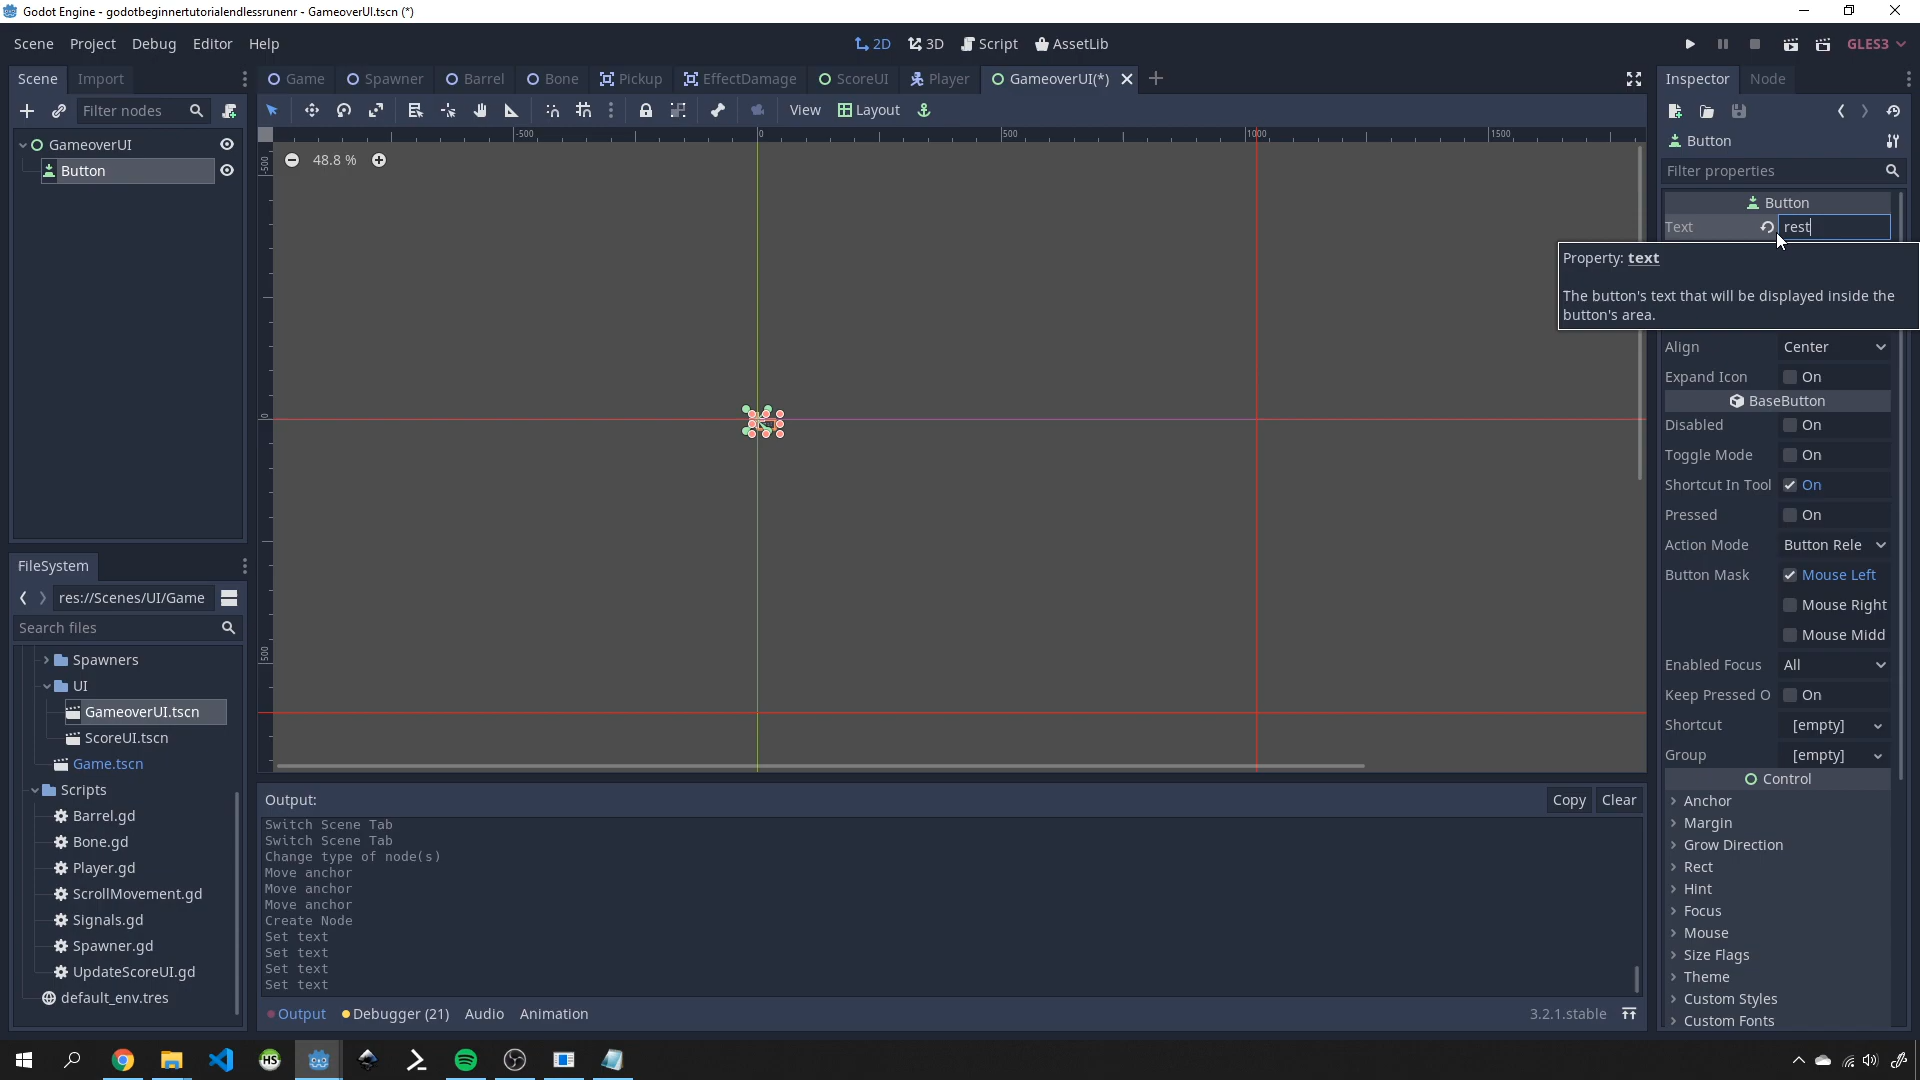 Godot Engine - godotbeginnertutorialendlessrunenr - GameoverUI.tscn (*)
Scene Project Debug Editor Help
2D 3D Script AssetLib
GLES3
Scene Import
Game Spawner Barrel Bone Pickup EffectDamage ScoreUI Player GameoverUI(*)
Inspector Node
Filter nodes
View Layout
-500 0 500 1000 1500
GameoverUI
Button
48.8 %
-500
0
500
Button
Filter properties
Button
Text rest
Property: text
The button's text that will be displayed inside the
button's area.
Align Center
Expand Icon On
BaseButton
Disabled On
Toggle Mode On
Shortcut In Tool On
Pressed On
Action Mode Button Rele
Button Mask Mouse Left
Mouse Right
Mouse Midd
Enabled Focus All
Keep Pressed O On
Shortcut [empty]
Group [empty]
Control
Anchor
Margin
Grow Direction
Rect
Hint
Focus
Mouse
Size Flags
Theme
Custom Styles
Custom Fonts
FileSystem
res://Scenes/UI/Game
Search files
Spawners
UI
GameoverUI.tscn
ScoreUI.tscn
Game.tscn
Scripts
Barrel.gd
Bone.gd
Player.gd
ScrollMovement.gd
Signals.gd
Spawner.gd
UpdateScoreUI.gd
default_env.tres
Output:
Copy Clear
Switch Scene Tab
Switch Scene Tab
Change type of node(s)
Move anchor
Move anchor
Move anchor
Create Node
Set text
Set text
Set text
Set text
Output Debugger (21) Audio Animation
3.2.1.stable
HS